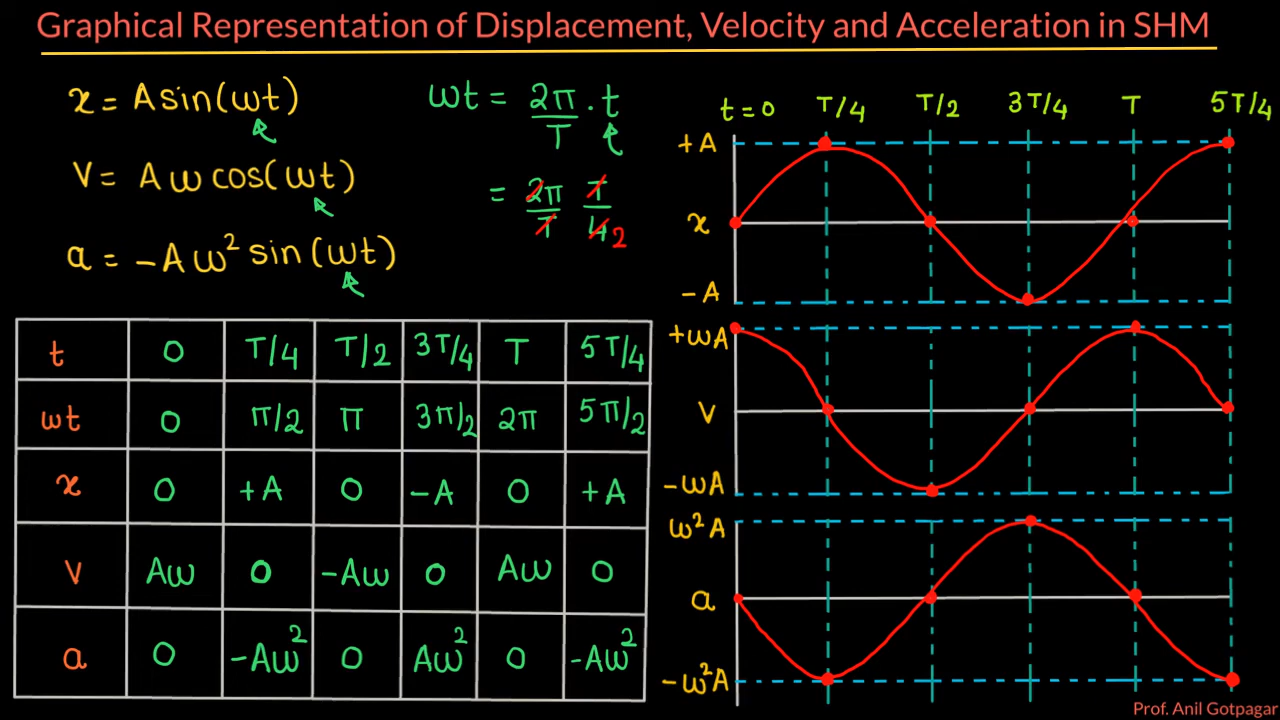 Graphical Representation of Displacement, Velocity and Acceleration in SHM
x = A sin(ωt)
v = A ω cos(ωt)
a = -A ω² sin (ωt)
ωt = 2π/T . t
= 2π/T T/4 2
t 0 T/4 T/2 3T/4 T 5T/4
ωt 0 π/2 π 3π/2 2π 5π/2
x 0 +A 0 -A 0 +A
v Aω 0 -Aω 0 Aω 0
a 0 -Aω² 0 Aω² 0 -Aω²
t = 0 T/4 T/2 3T/4 T 5T/4
+A
x
-A
+ωA
v
-ωA
ω²A
a
-ω²A
Prof. Anil Gotpagar